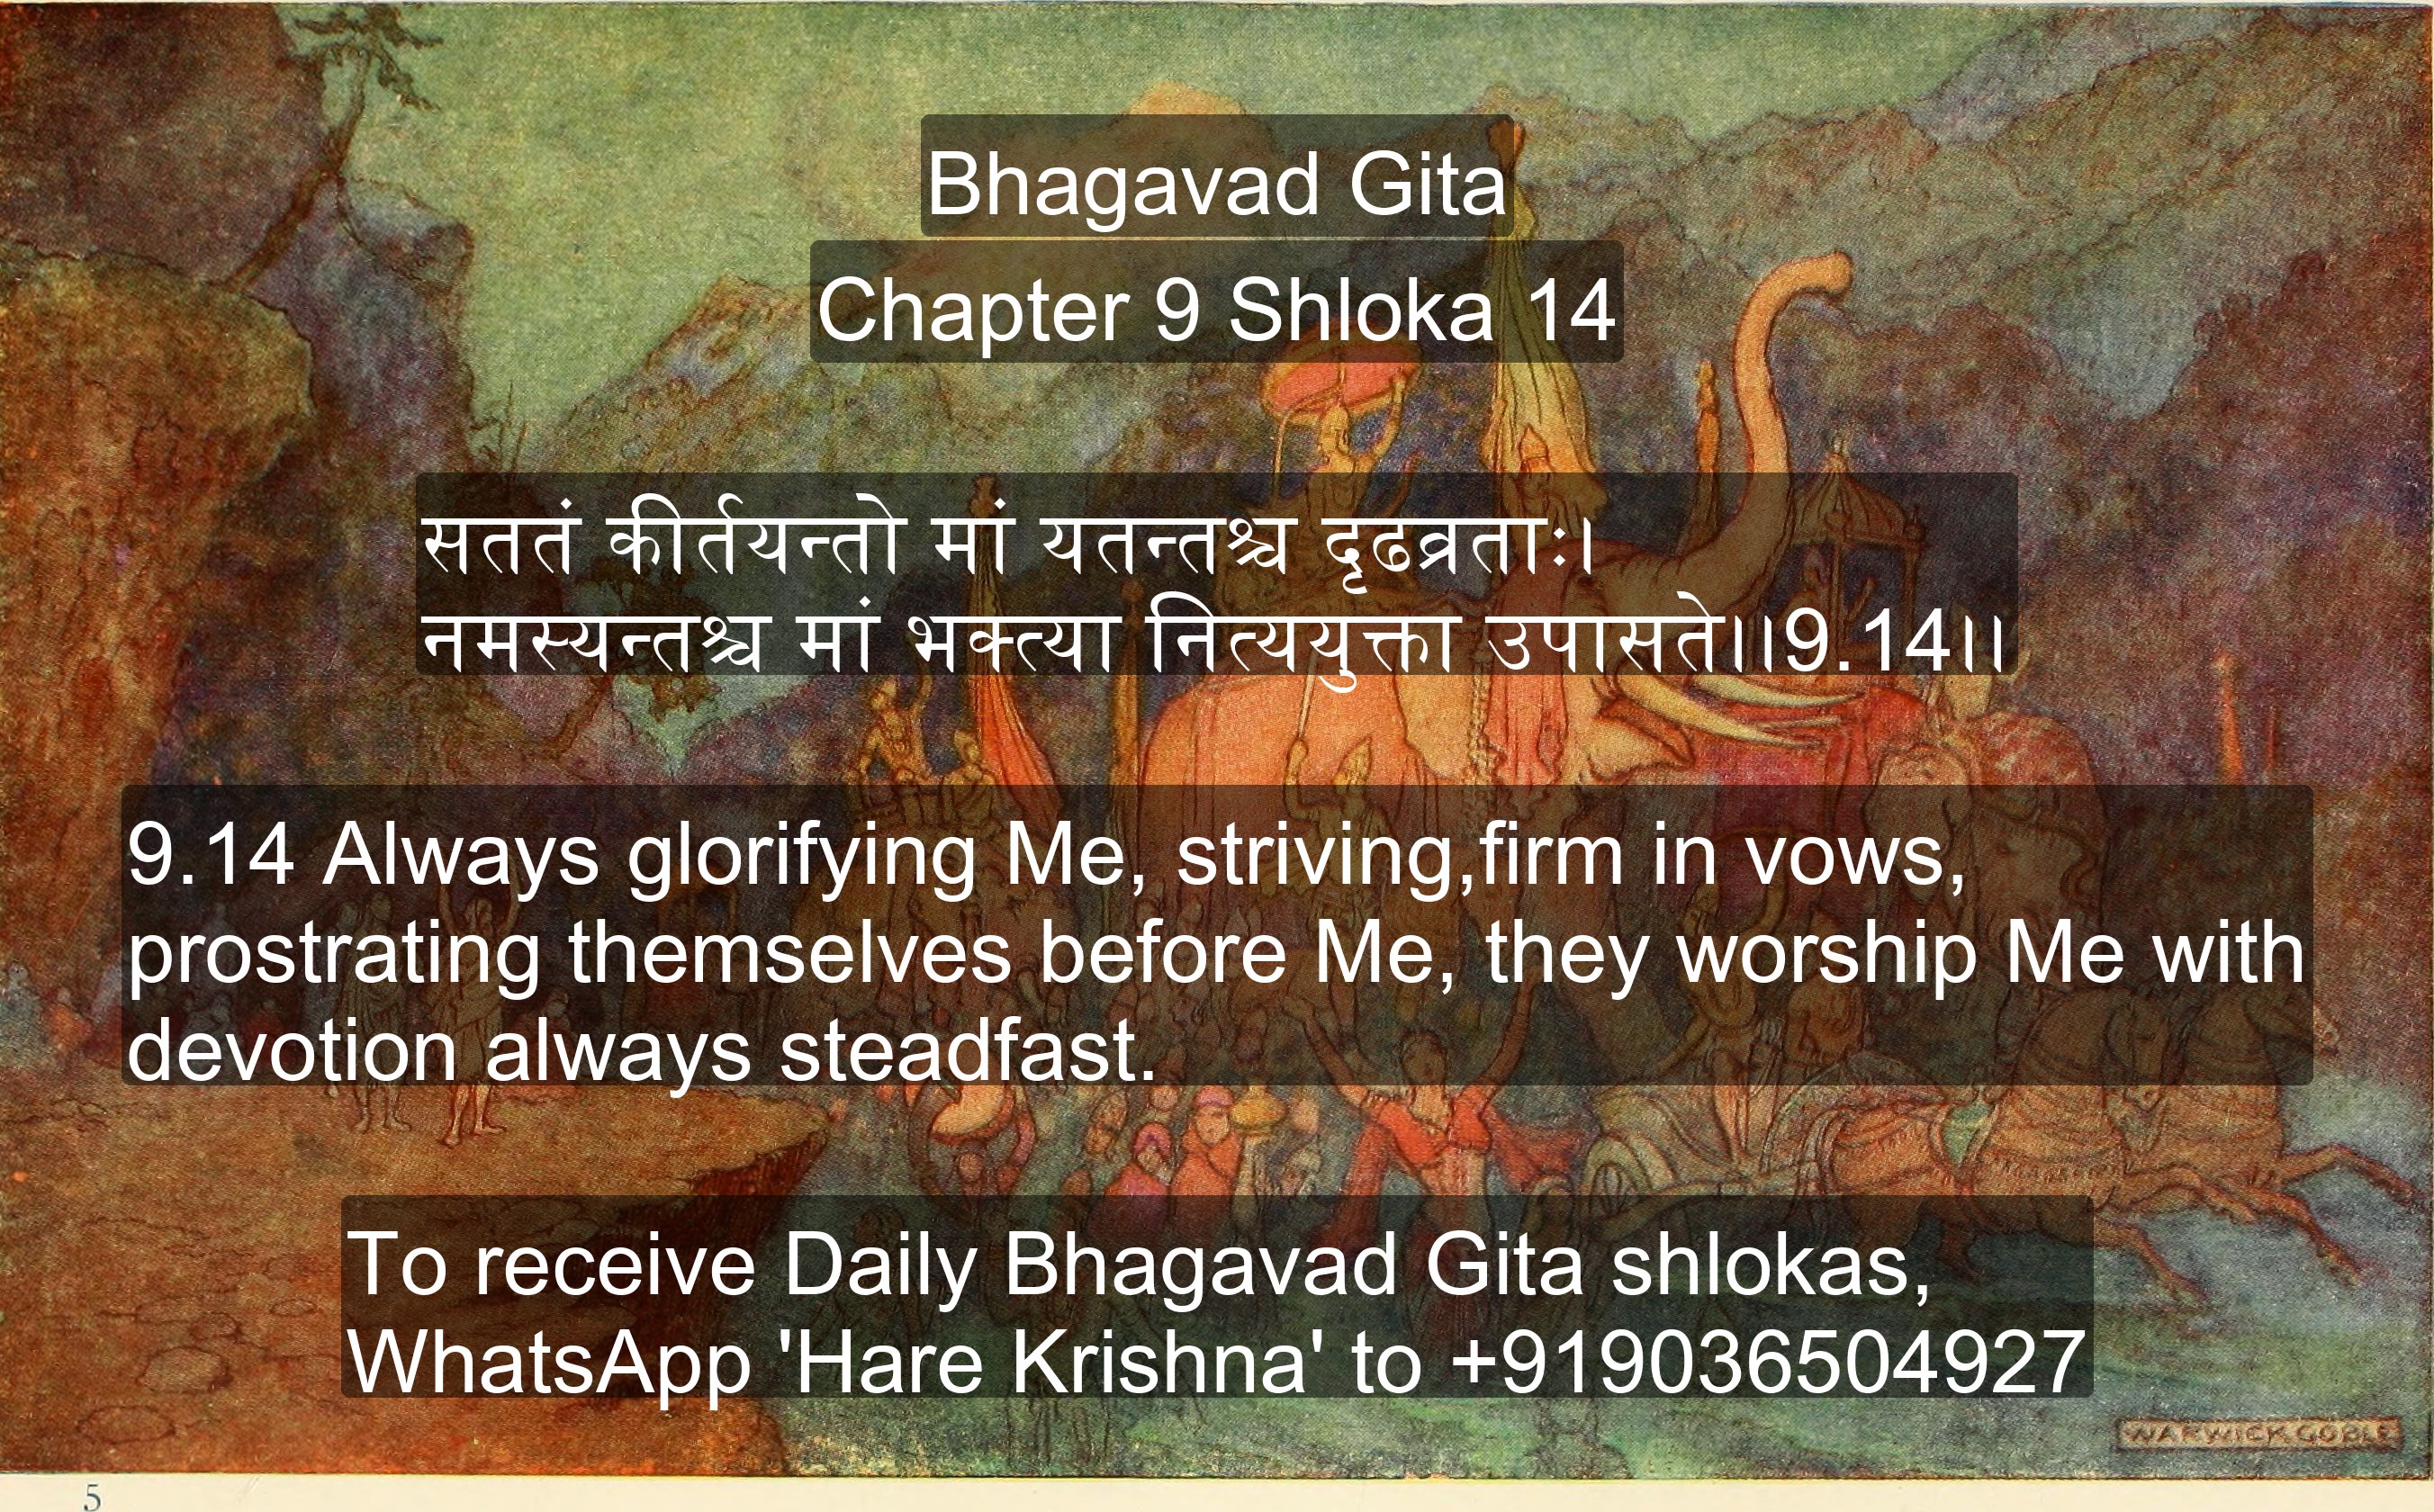 Bhagavad Gita
Chapter 9 Shloka 14
सततं कीर्तयन्तो मां यतन्तश्च दृढव्रताः।
नमस्यन्तश्च मां भक्त्या नित्ययुक्ता उपासते।।9.14।।
9.14 Always glorifying Me, striving,firm in vows,
prostrating themselves before Me, they worship Me with
devotion always steadfast.
To receive Daily Bhagavad Gita shlokas,
WhatsApp 'Hare Krishna' to +919036504927
WARWICK GOBLE
5